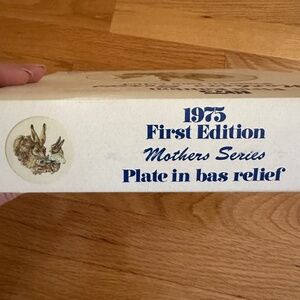 1975
First Edition
Mothers Series
Plate in bas relief